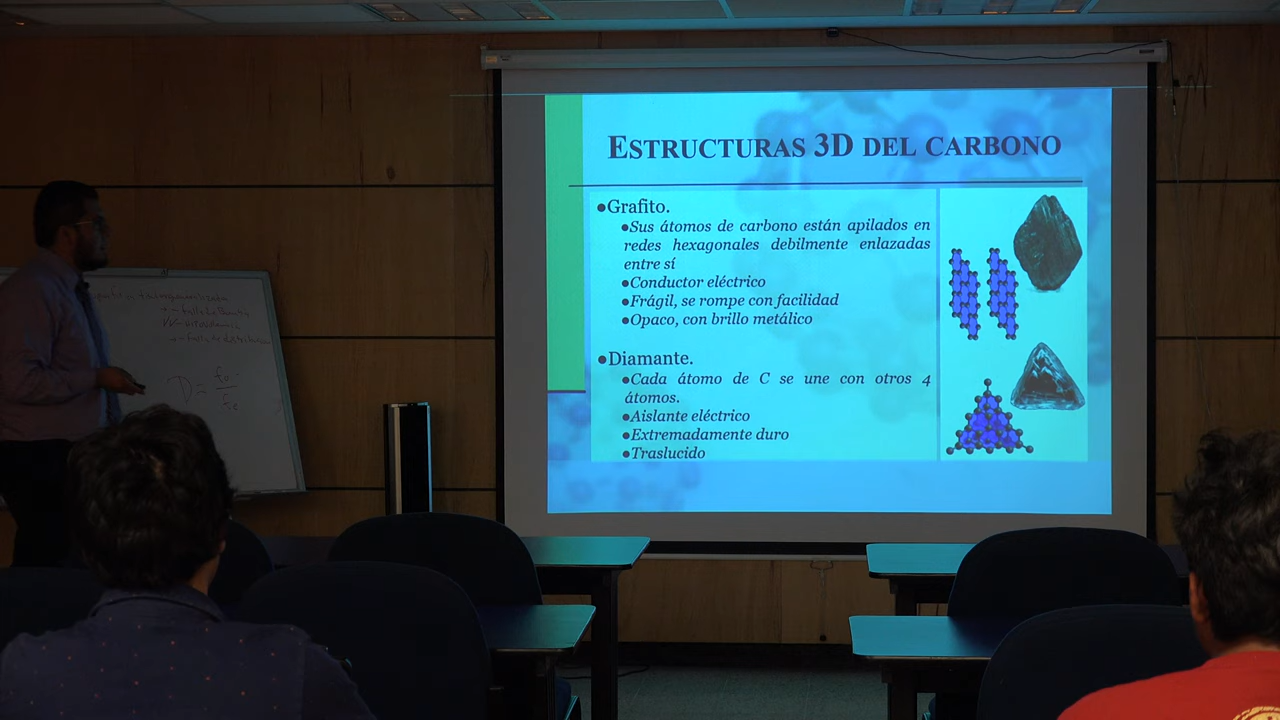 ESTRUCTURAS 3D DEL CARBONO
●Grafito.
●Sus átomos de carbono están apilados en
redes hexagonales debilmente enlazadas
entre sí
●Conductor eléctrico
●Frágil, se rompe con facilidad
●Opaco, con brillo metálico
●Diamante.
●Cada átomo de C se une con otros 4
átomos.
●Aislante eléctrico
●Extremadamente duro
●Traslucido